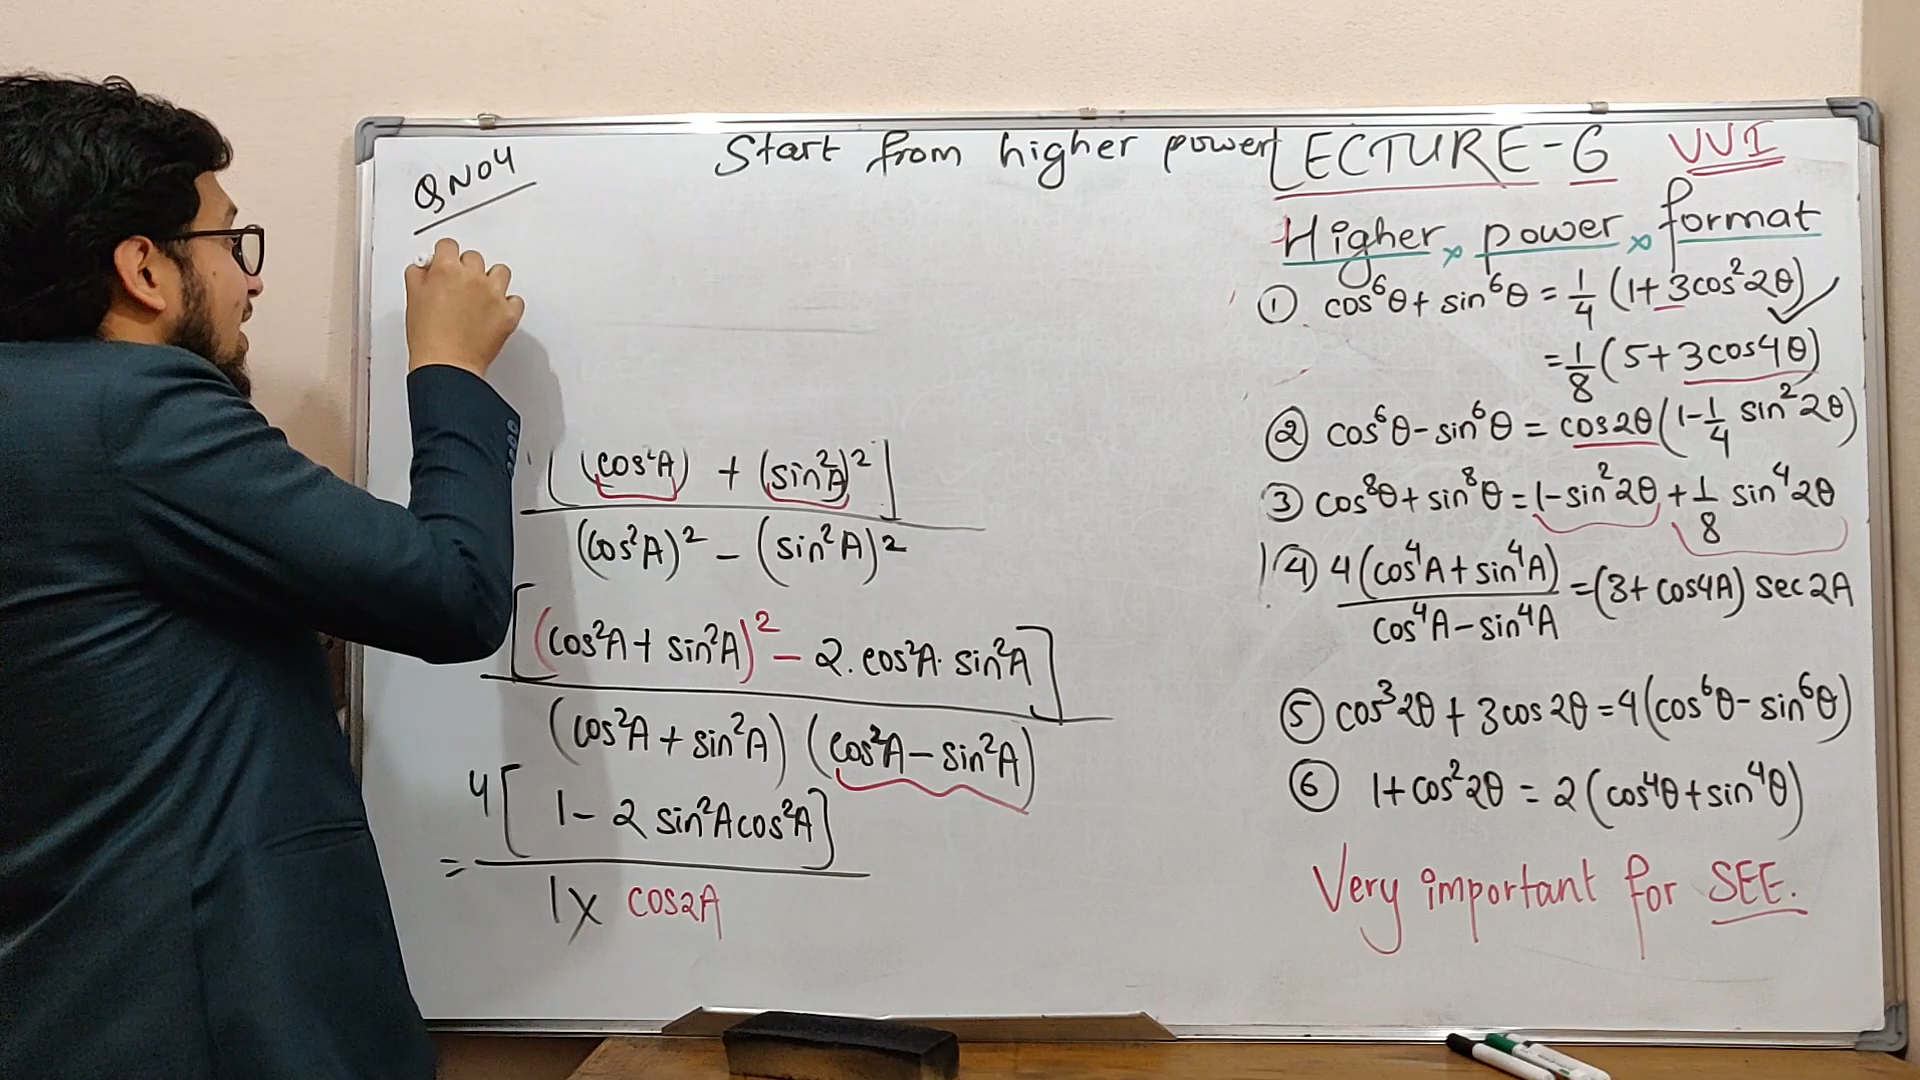 QNO4
Start from higher power
LECTURE-6 VVI
Higher power format
① cos⁶θ + sin⁶θ = 1/4 (1+3cos²2θ)
= 1/8 (5+3cos4θ)
② cos⁶θ - sin⁶θ = cos2θ (1 - 1/4 sin²2θ)
③ cos⁸θ + sin⁸θ = 1 - sin²2θ + 1/8 sin⁴2θ
④ 4(cos⁴A + sin⁴A) / cos⁴A - sin⁴A = (3+cos4A) sec2A
⑤ cos³2θ + 3cos2θ = 4(cos⁶θ - sin⁶θ)
⑥ 1+cos²2θ = 2(cos⁴θ + sin⁴θ)
Very important for SEE.
[(cos²A) + (sin²A)²]
(cos²A)² - (sin²A)²
[(cos²A + sin²A)² - 2.cos²A. sin²A]
(cos²A + sin²A) (cos²A - sin²A)
4[1 - 2 sin²Acos²A]
=
1 x cos2A